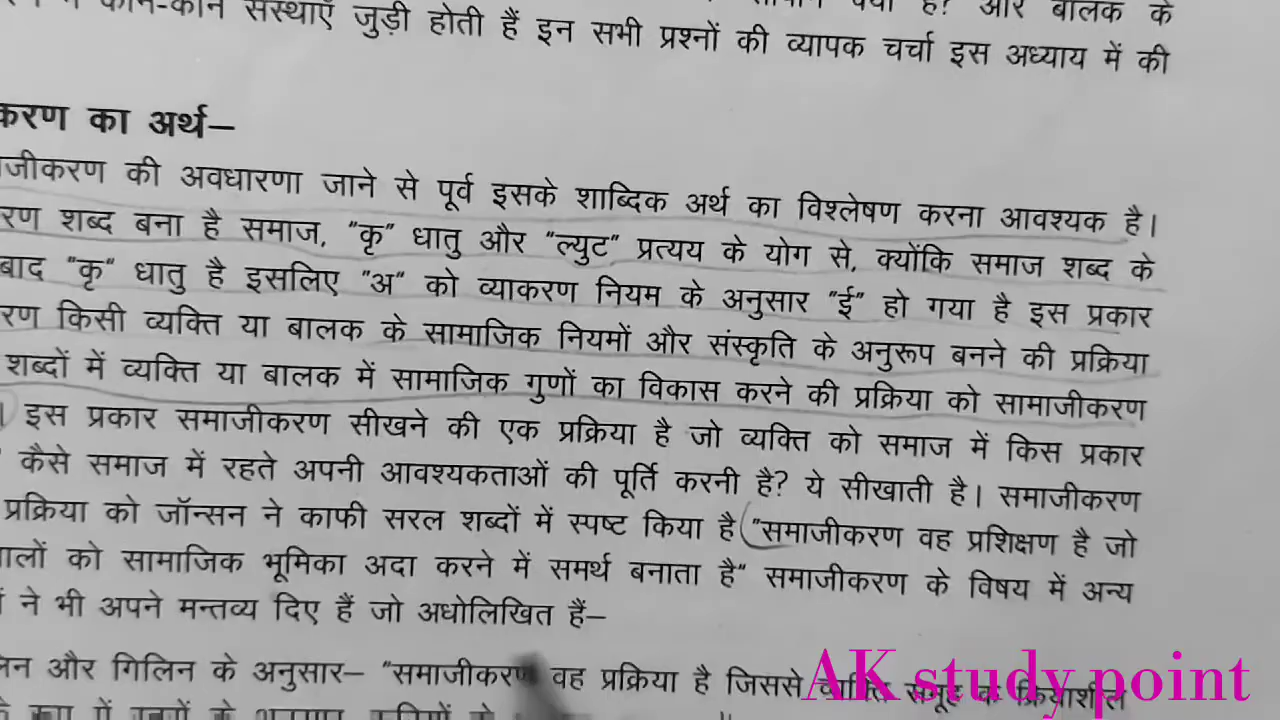 कौन-कौन संस्थाएँ जुड़ी होती हैं इन सभी प्रश्नों की व्यापक चर्चा इस अध्याय में की
और बालक के
करण का अर्थ–
जीकरण की अवधारणा जाने से पूर्व इसके शाब्दिक अर्थ का विश्लेषण करना आवश्यक है।
रण शब्द बना है समाज, "कृ" धातु और "ल्युट" प्रत्यय के योग से, क्योंकि समाज शब्द के
बाद "कृ" धातु है इसलिए "अ" को व्याकरण नियम के अनुसार "ई" हो गया है इस प्रकार
रण किसी व्यक्ति या बालक के सामाजिक नियमों और संस्कृति के अनुरूप बनने की प्रक्रिया
शब्दों में व्यक्ति या बालक में सामाजिक गुणों का विकास करने की प्रक्रिया को सामाजीकरण
। इस प्रकार समाजीकरण सीखने की एक प्रक्रिया है जो व्यक्ति को समाज में किस प्रकार
कैसे समाज में रहते अपनी आवश्यकताओं की पूर्ति करनी है? ये सीखाती है। समाजीकरण
प्रक्रिया को जॉन्सन ने काफी सरल शब्दों में स्पष्ट किया है "समाजीकरण वह प्रशिक्षण है जो
वालों को सामाजिक भूमिका अदा करने में समर्थ बनाता है" समाजीकरण के विषय में अन्य
ने भी अपने मन्तव्य दिए हैं जो अधोलिखित हैं–
और गिलिन के अनुसार– "समाजीकरण वह प्रक्रिया है जिससे व्यक्ति समूह के क्रियाशील
AK study point